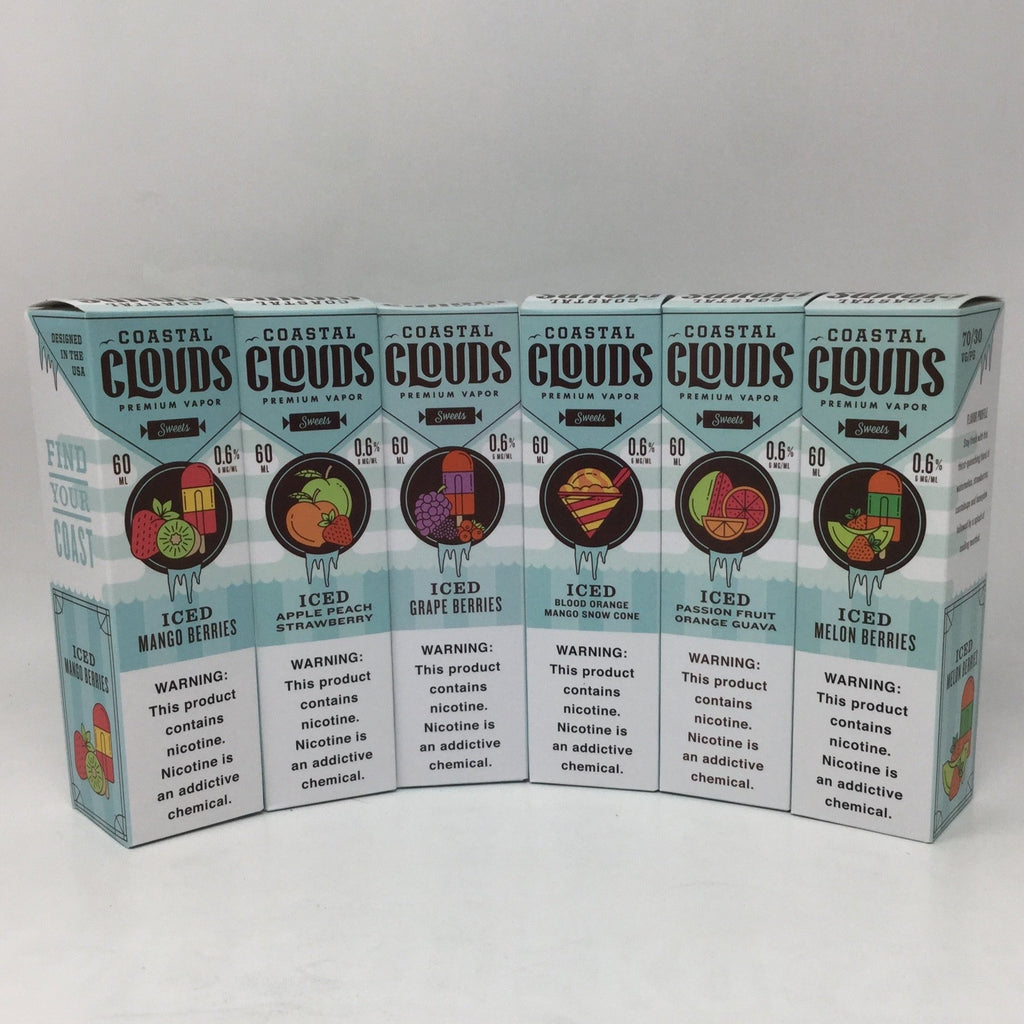 DESIGNED
IN THE
USA
FIND
YOUR
COAST
ICED
MANGO BERRIES
COASTAL
CLOUDS
PREMIUM VAPOR
Sweets
60
ML
0.6%
6 MG/ML
ICED
MANGO BERRIES
WARNING:
This product
contains
nicotine.
Nicotine is
an addictive
chemical.
COASTAL
CLOUDS
PREMIUM VAPOR
Sweets
60
ML
0.6%
6 MG/ML
ICED
APPLE PEACH
STRAWBERRY
WARNING:
This product
contains
nicotine.
Nicotine is
an addictive
chemical.
COASTAL
CLOUDS
PREMIUM VAPOR
Sweets
60
ML
0.6%
6 MG/ML
ICED
GRAPE BERRIES
WARNING:
This product
contains
nicotine.
Nicotine is
an addictive
chemical.
COASTAL
CLOUDS
PREMIUM VAPOR
Sweets
60
ML
0.6%
6 MG/ML
ICED
BLOOD ORANGE
MANGO SNOW CONE
WARNING:
This product
contains
nicotine.
Nicotine is
an addictive
chemical.
COASTAL
CLOUDS
PREMIUM VAPOR
Sweets
60
ML
0.6%
6 MG/ML
ICED
PASSION FRUIT
ORANGE GUAVA
WARNING:
This product
contains
nicotine.
Nicotine is
an addictive
chemical.
COASTAL
CLOUDS
PREMIUM VAPOR
Sweets
60
ML
0.6%
6 MG/ML
ICED
MELON BERRIES
WARNING:
This product
contains
nicotine.
Nicotine is
an addictive
chemical.
70/30
VG/PG
FLAVOR PROFILE
ICED
MELON BERRIES